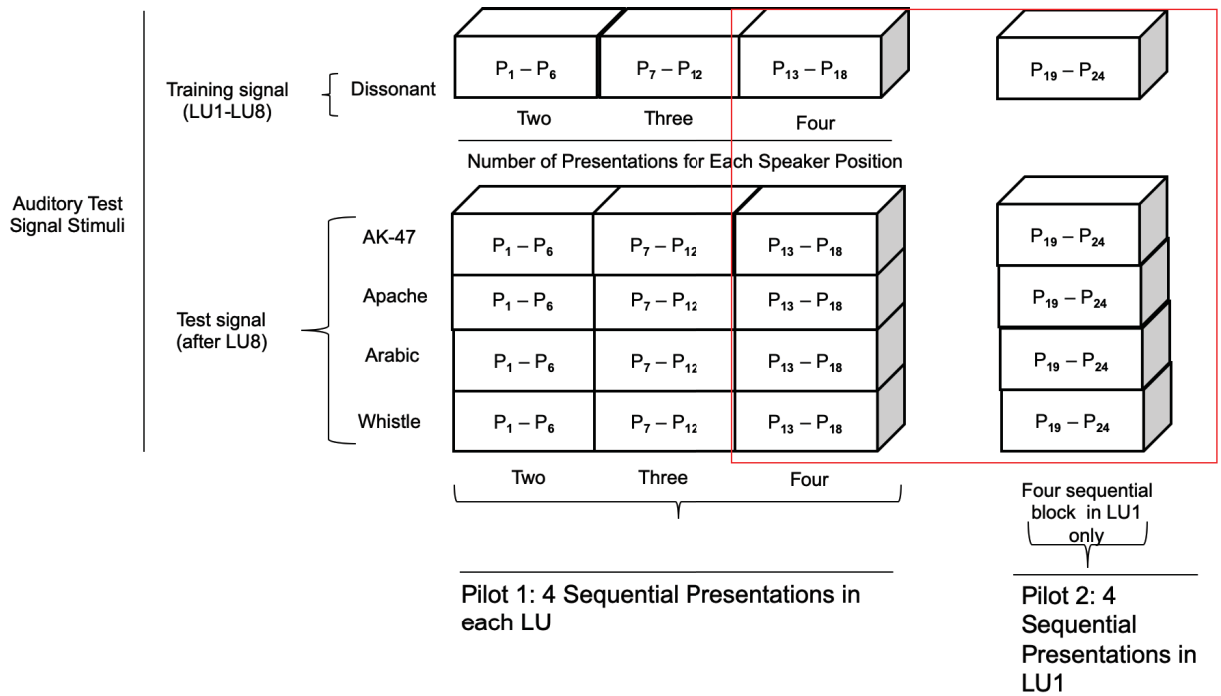 P₁ – P₆ P₇ – P₁₂ P₁₃ – P₁₈ P₁₉ – P₂₄
Training signal
(LU1-LU8)
Dissonant
Two Three Four
Number of Presentations for Each Speaker Position
Auditory Test
Signal Stimuli
Test signal
(after LU8)
AK-47
P₁ – P₆ P₇ – P₁₂ P₁₃ – P₁₈ P₁₉ – P₂₄
Apache
P₁ – P₆ P₇ – P₁₂ P₁₃ – P₁₈ P₁₉ – P₂₄
Arabic
P₁ – P₆ P₇ – P₁₂ P₁₃ – P₁₈ P₁₉ – P₂₄
Whistle
P₁ – P₆ P₇ – P₁₂ P₁₃ – P₁₈ P₁₉ – P₂₄
Two Three Four
Four sequential
block in LU1
only
Pilot 1: 4 Sequential Presentations in
each LU
Pilot 2: 4
Sequential
Presentations in
LU1